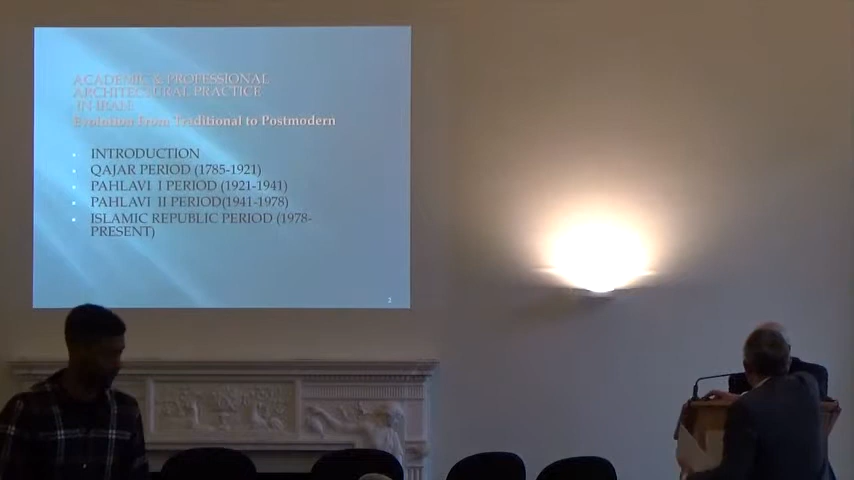 ACADEMIC & PROFESSIONAL
ARCHITECTURAL PRACTICE
IN IRAN:
Evolution From Traditional to Postmodern
INTRODUCTION
QAJAR PERIOD (1785-1921)
PAHLAVI I PERIOD (1921-1941)
PAHLAVI II PERIOD(1941-1978)
ISLAMIC REPUBLIC PERIOD (1978-
PRESENT)
2